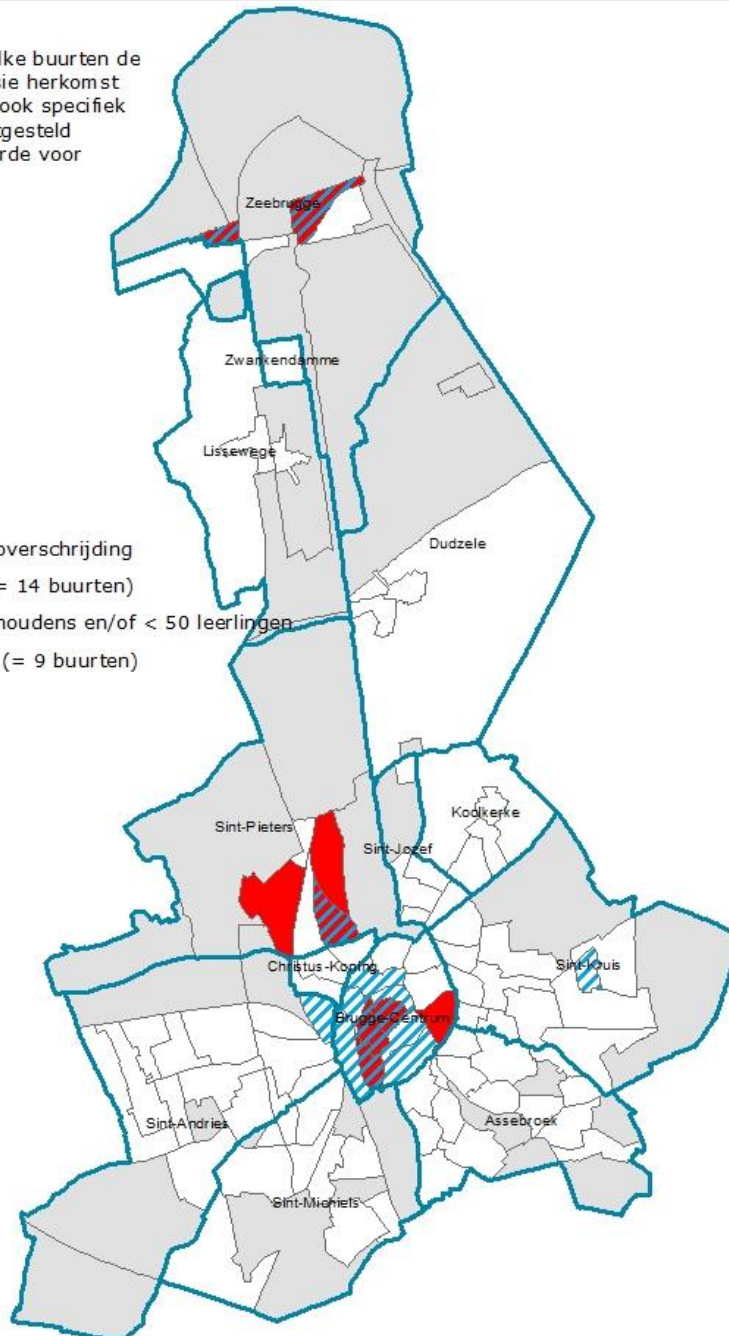 lke buurten de
sie herkomst
ook specifiek
tgesteld
rde voor
Zeebrugge
Zwankendamme
Lissewege
overschrijding
Dudzele
= 14 buurten)
houdens en/of < 50 leerlingen
(= 9 buurten)
Koolkerke
Sint-Pieters
Sint-Jozef
Christus-Koning
Sint-Kruis
Brugge-Centrum
Sint-Andries
Assebroek
Sint-Michiels